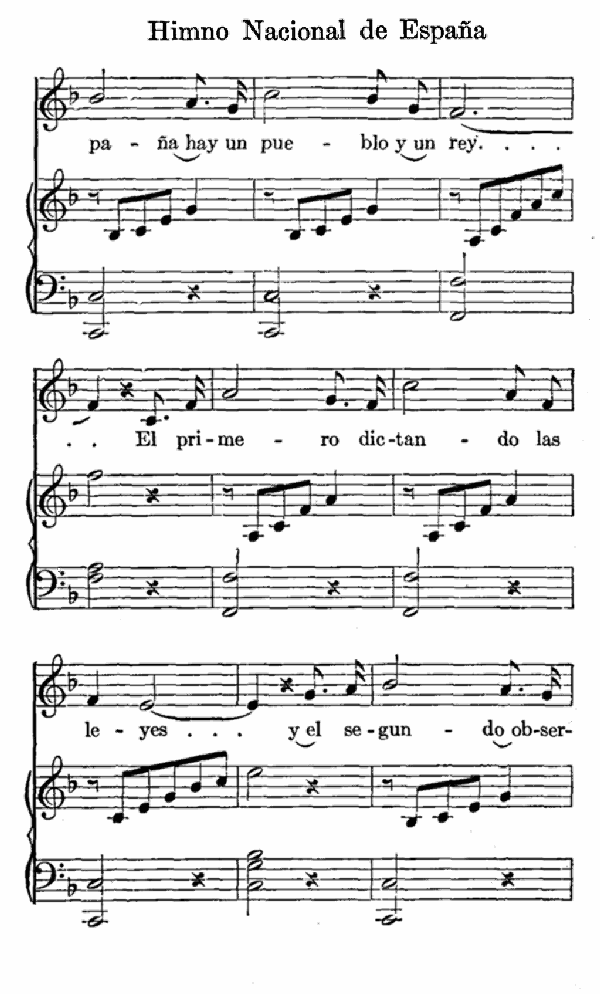 Himno Nacional de España
pa - ña hay un pue - blo y un rey. . . .
. . El pri - me - ro dic - tan - do las
le - yes . . . y el se - gun - do ob - ser-